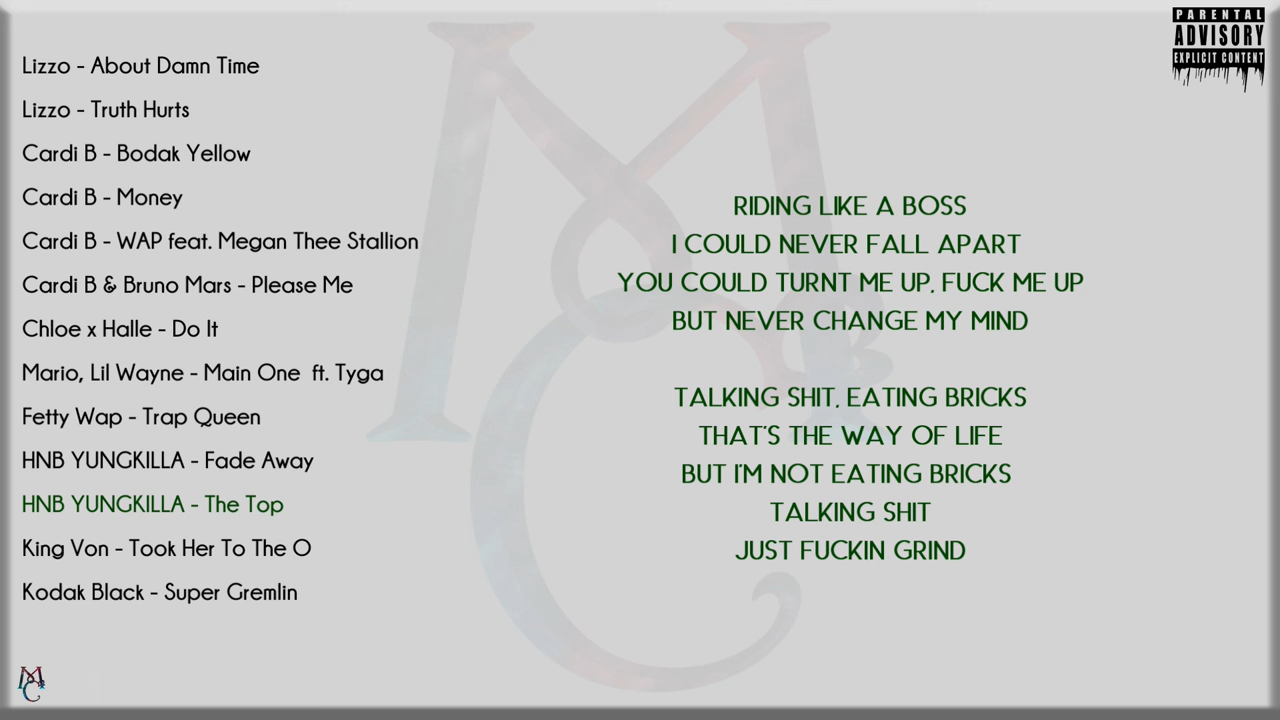 Lizzo - About Damn Time
Lizzo - Truth Hurts
Cardi B - Bodak Yellow
Cardi B - Money
Cardi B - WAP feat. Megan Thee Stallion
Cardi B & Bruno Mars - Please Me
Chloe x Halle - Do It
Mario, Lil Wayne - Main One  ft. Tyga
Fetty Wap - Trap Queen
HNB YUNGKILLA - Fade Away
HNB YUNGKILLA - The Top
King Von - Took Her To The O
Kodak Black - Super Gremlin
PARENTAL
ADVISORY
EXPLICIT CONTENT
RIDING LIKE A BOSS
I COULD NEVER FALL APART
YOU COULD TURNT ME UP, FUCK ME UP
BUT NEVER CHANGE MY MIND
TALKING SHIT, EATING BRICKS
THAT'S THE WAY OF LIFE
BUT I'M NOT EATING BRICKS
TALKING SHIT
JUST FUCKIN GRIND
MC
MC